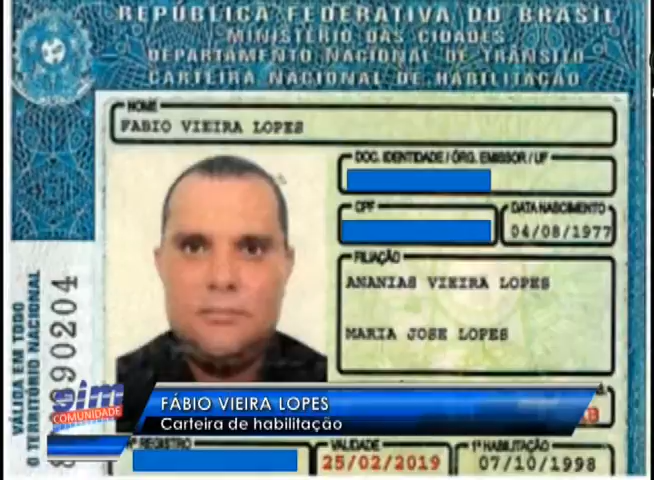 REPÚBLICA FEDERATIVA DO BRASIL
MINISTÉRIO DAS CIDADES
DEPARTAMENTO NACIONAL DE TRÂNSITO
CARTEIRA NACIONAL DE HABILITAÇÃO
NOME
FABIO VIEIRA LOPES
DOC. IDENTIDADE / ÓRG. EMISSOR / UF
CPF
DATA NASCIMENTO
04/08/1977
FILIAÇÃO
ANANIAS VIEIRA LOPES
MARIA JOSE LOPES
VÁLIDA EM TODO
O TERRITÓRIO NACIONAL
90204
sim
COMUNIDADE
FÁBIO VIEIRA LOPES
Carteira de habilitação
Nº REGISTRO
VALIDADE
25/02/2019
1ª HABILITAÇÃO
07/10/1998